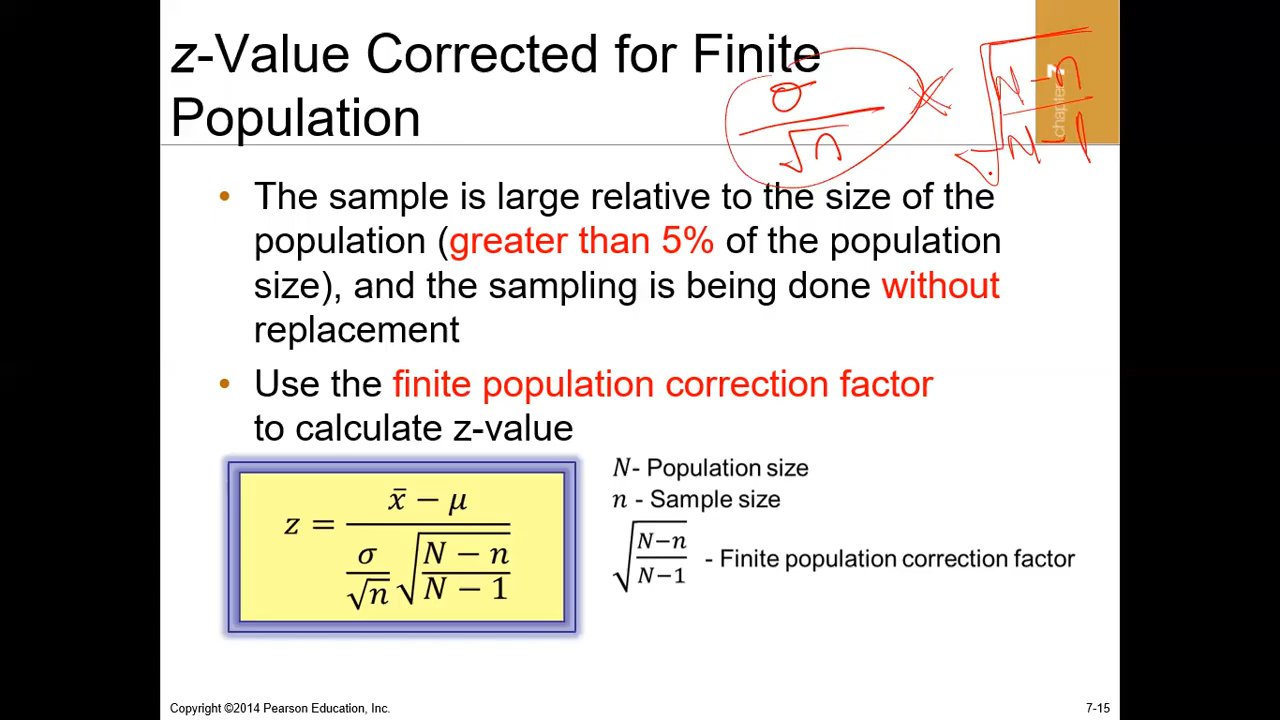 z-Value Corrected for Finite
Population
σ/√n × √((N-n)/(N-1))
chapter 7
• The sample is large relative to the size of the
population (greater than 5% of the population
size), and the sampling is being done without
replacement
• Use the finite population correction factor
to calculate z-value
z = (x̄ − μ)/((σ/√n)√((N − n)/(N − 1)))
N- Population size
n - Sample size
√((N−n)/(N−1)) - Finite population correction factor
Copyright ©2014 Pearson Education, Inc.
7-15